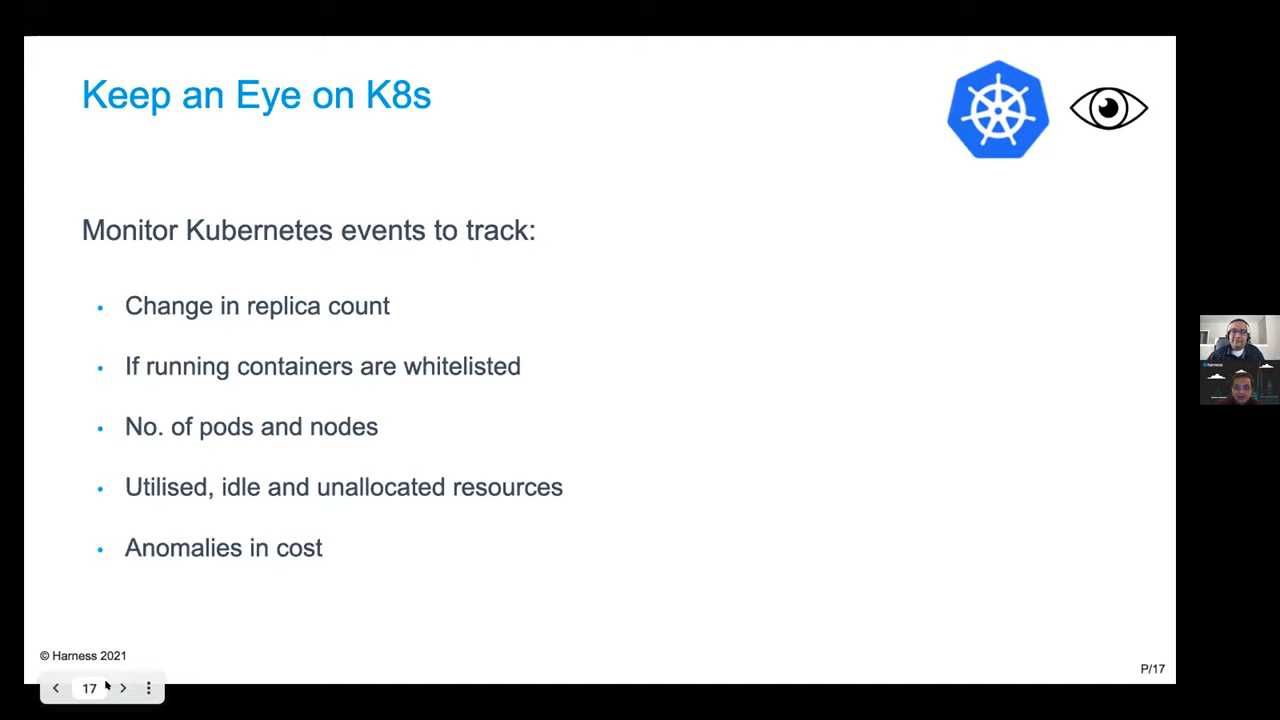 Keep an Eye on K8s
Monitor Kubernetes events to track:
• Change in replica count
• If running containers are whitelisted
• No. of pods and nodes
• Utilised, idle and unallocated resources
• Anomalies in cost
© Harness 2021
P/17
17
harness